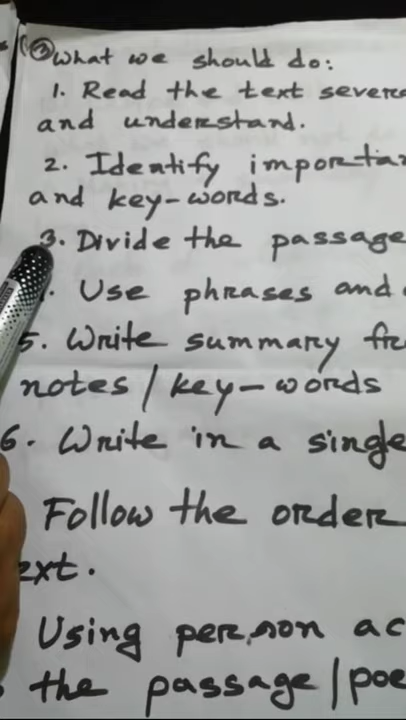 (3) What we should do:
1. Read the text severa
and understand.
2. Identify importan
and key-words.
3. Divide the passage
. Use phrases and
5. Write summary fr
notes / key-words
6. Write in a single
Follow the order
ext.
Using person ac
the passage/poe